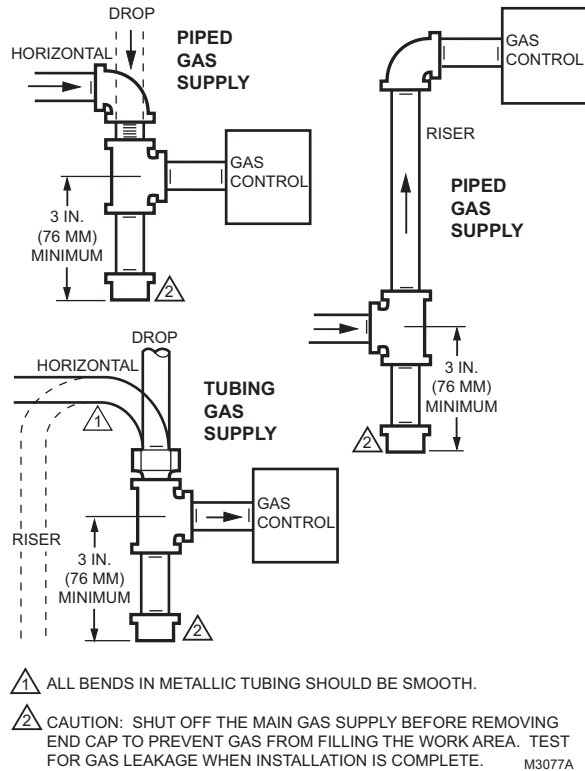 DROP
HORIZONTAL
PIPED
GAS
SUPPLY
GAS
CONTROL
3 IN.
(76 MM)
MINIMUM
2
GAS
CONTROL
RISER
PIPED
GAS
SUPPLY
3 IN.
(76 MM)
MINIMUM
2
DROP
HORIZONTAL
TUBING
GAS
SUPPLY
1
GAS
CONTROL
RISER
3 IN.
(76 MM)
MINIMUM
2
1 ALL BENDS IN METALLIC TUBING SHOULD BE SMOOTH.
2 CAUTION: SHUT OFF THE MAIN GAS SUPPLY BEFORE REMOVING
END CAP TO PREVENT GAS FROM FILLING THE WORK AREA. TEST
FOR GAS LEAKAGE WHEN INSTALLATION IS COMPLETE. M3077A